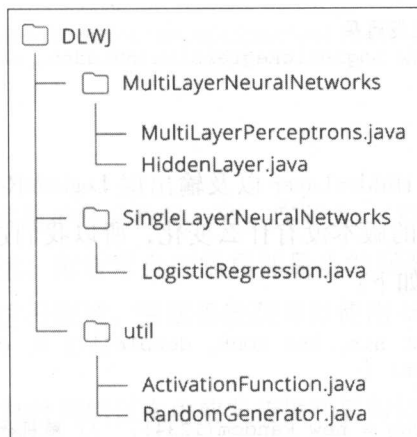 DLWJ
MultiLayerNeuralNetworks
MultiLayerPerceptrons.java
HiddenLayer.java
SingleLayerNeuralNetworks
LogisticRegression.java
util
ActivationFunction.java
RandomGenerator.java